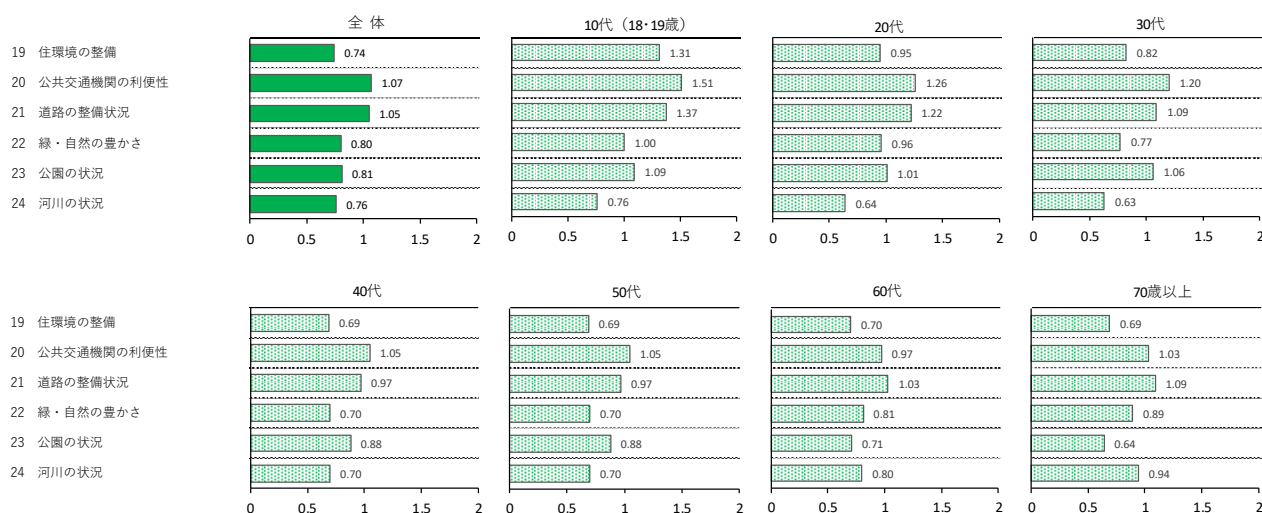 全 体 10代（18･19歳） 20代 30代
19 住環境の整備 0.74 1.31 0.95 0.82
20 公共交通機関の利便性 1.07 1.51 1.26 1.20
21 道路の整備状況 1.05 1.37 1.22 1.09
22 緑・自然の豊かさ 0.80 1.00 0.96 0.77
23 公園の状況 0.81 1.09 1.01 1.06
24 河川の状況 0.76 0.76 0.64 0.63
0 0.5 1 1.5 2 0 0.5 1 1.5 2 0 0.5 1 1.5 2 0 0.5 1 1.5 2
40代 50代 60代 70歳以上
19 住環境の整備 0.69 0.69 0.70 0.69
20 公共交通機関の利便性 1.05 1.05 0.97 1.03
21 道路の整備状況 0.97 0.97 1.03 1.09
22 緑・自然の豊かさ 0.70 0.70 0.81 0.89
23 公園の状況 0.88 0.88 0.71 0.64
24 河川の状況 0.70 0.70 0.80 0.94
0 0.5 1 1.5 2 0 0.5 1 1.5 2 0 0.5 1 1.5 2 0 0.5 1 1.5 2